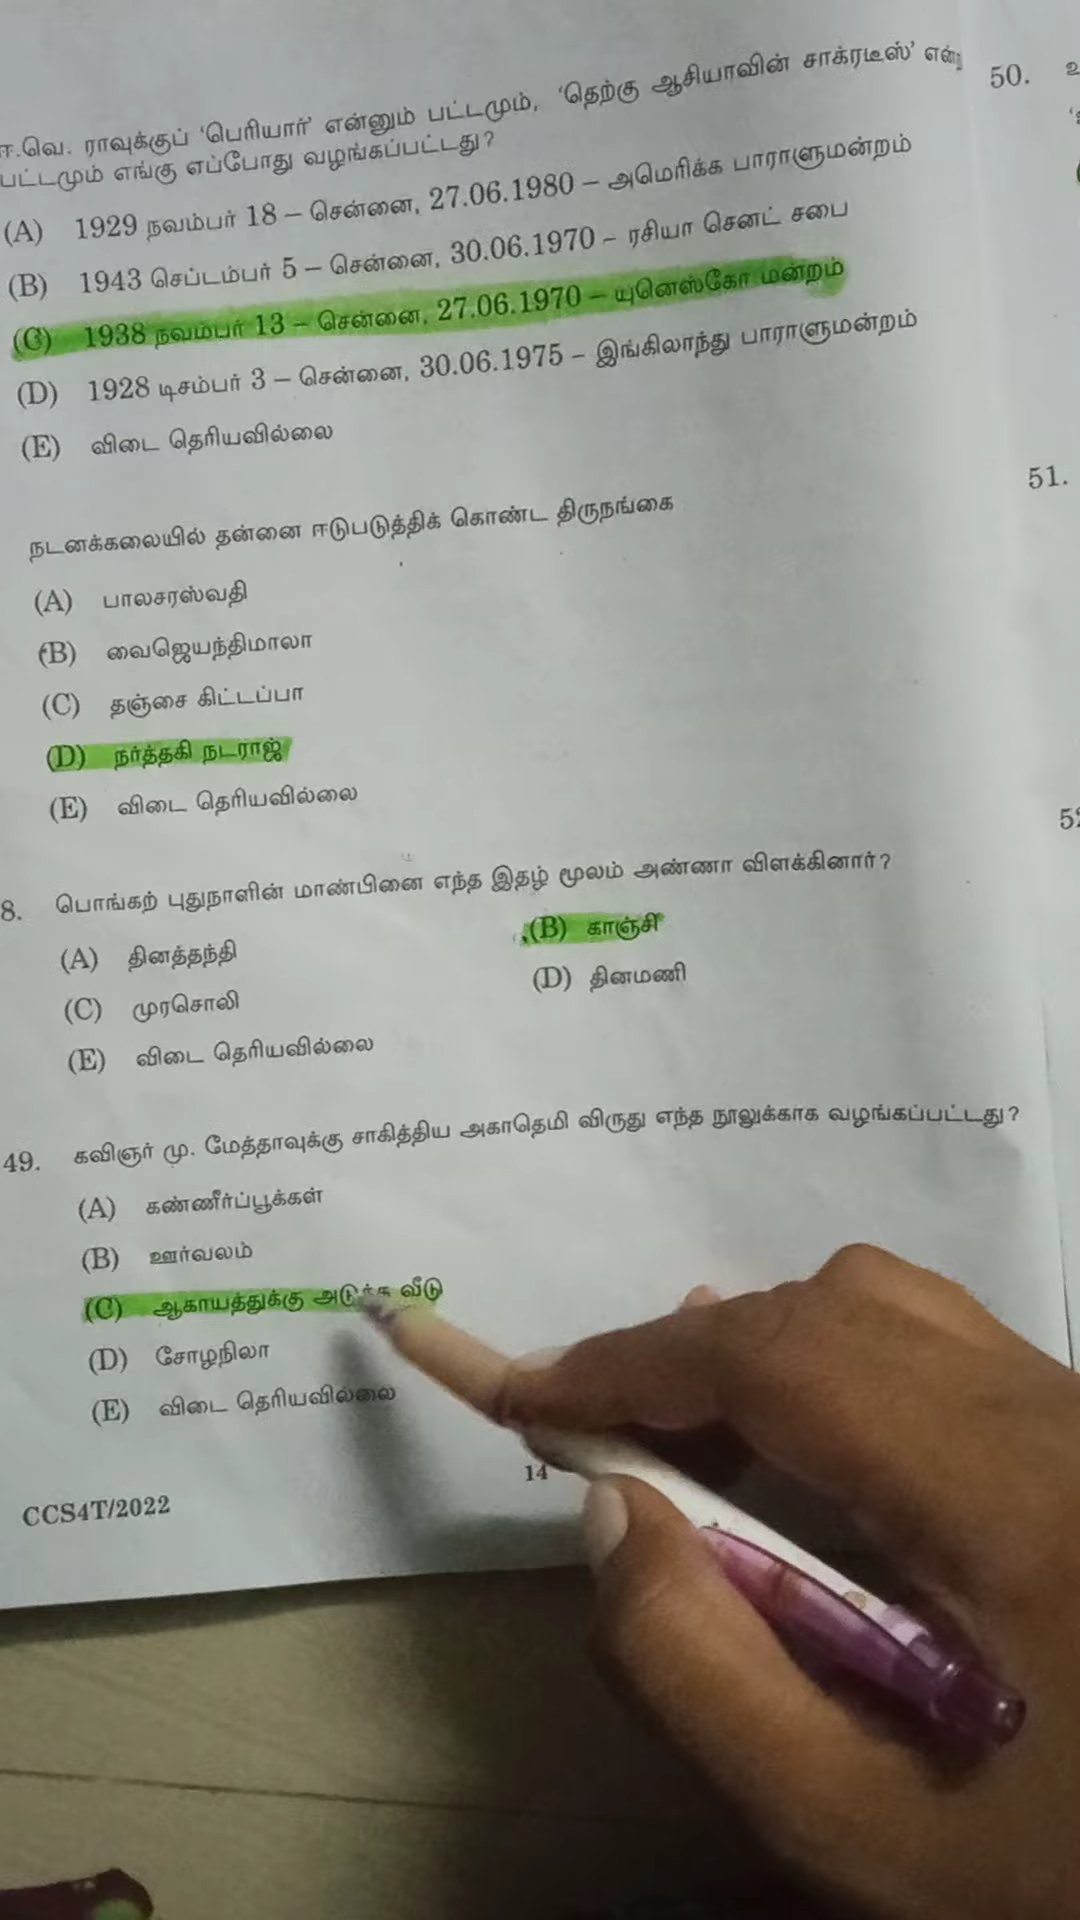 ஈ.வெ. ராவுக்குப் 'பெரியார்' என்னும் பட்டமும், 'தெற்கு ஆசியாவின் சாக்ரடீஸ்'
பட்டமும் எங்கு எப்போது வழங்கப்பட்டது?
(A) 1929 நவம்பர் 18 – சென்னை, 27.06.1980 – அமெரிக்க பாராளுமன்றம்
(B) 1943 செப்டம்பர் 5 – சென்னை, 30.06.1970 – ரசியா செனட் சபை
(C) 1938 நவம்பர் 13 – சென்னை, 27.06.1970 – யுனெஸ்கோ மன்றம்
(D) 1928 டிசம்பர் 3 – சென்னை, 30.06.1975 – இங்கிலாந்து பாராளுமன்றம்
(E) விடை தெரியவில்லை
நடனக்கலையில் தன்னை ஈடுபடுத்திக் கொண்ட திருநங்கை
(A) பாலசரஸ்வதி
(B) வைஜெயந்திமாலா
(C) தஞ்சை கிட்டப்பா
(D) நர்த்தகி நடராஜ்
(E) விடை தெரியவில்லை
8. பொங்கற் புதுநாளின் மாண்பினை எந்த இதழ் மூலம் அண்ணா விளக்கினார்?
(A) தினத்தந்தி (B) காஞ்சி
(C) முரசொலி (D) தினமணி
(E) விடை தெரியவில்லை
49. கவிஞர் மு. மேத்தாவுக்கு சாகித்திய அகாதெமி விருது எந்த நூலுக்காக வழங்கப்பட்டது?
(A) கண்ணீர்ப்பூக்கள்
(B) ஊர்வலம்
(C) ஆகாயத்துக்கு அடுத்த வீடு
(D) சோழநிலா
(E) விடை தெரியவில்லை
14
CCS4T/2022
50.
51.